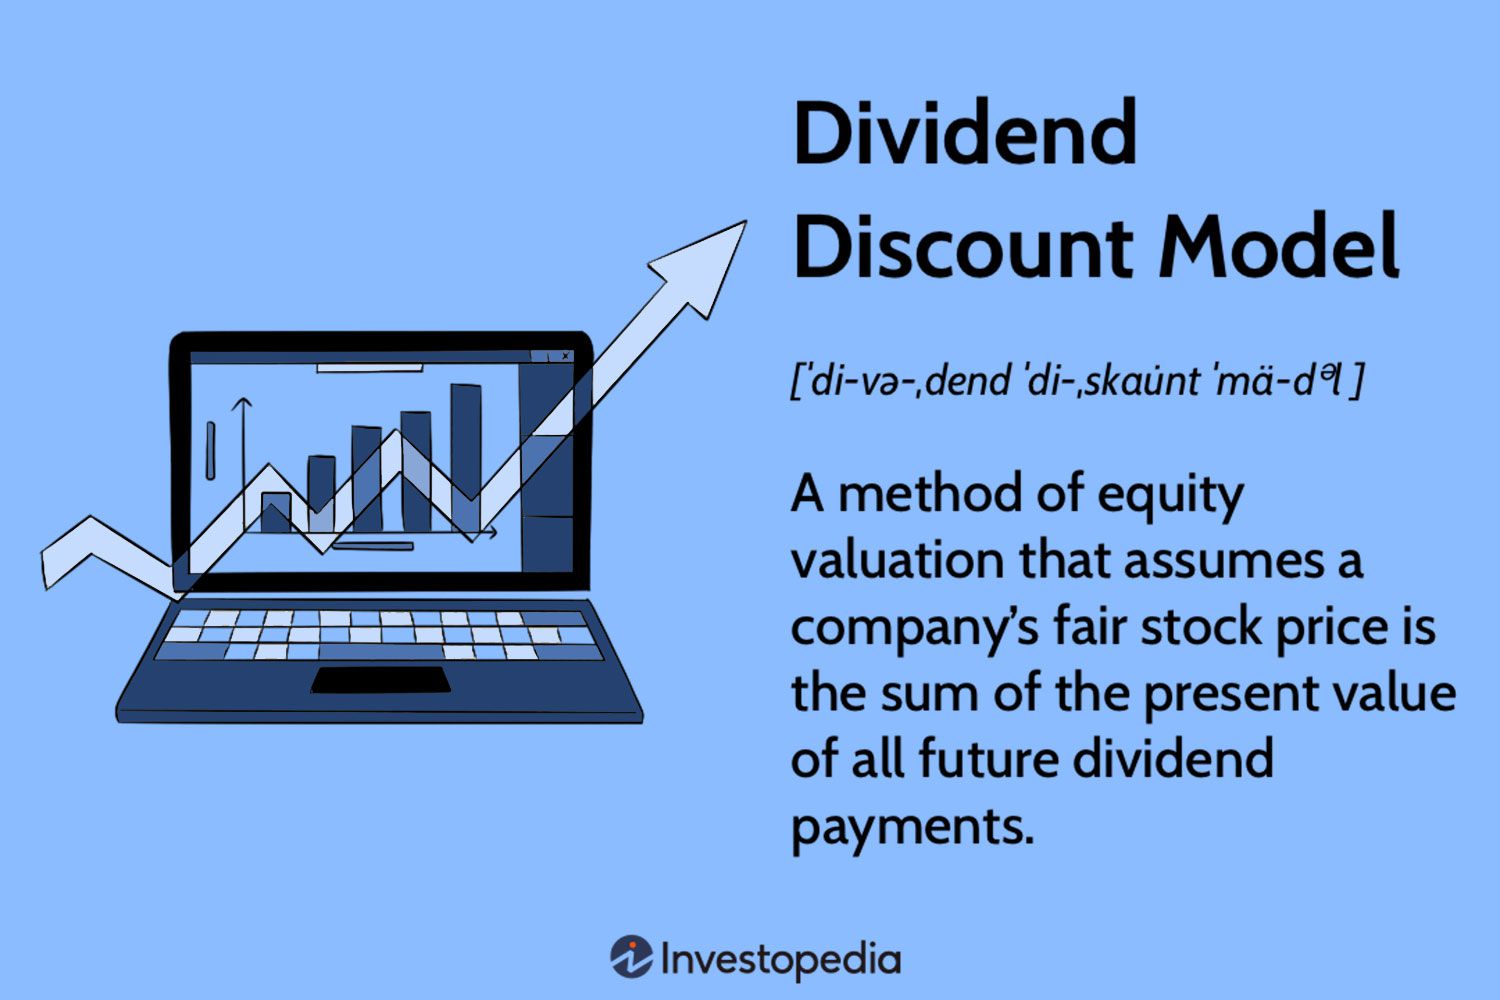 Dividend
Discount Model
[ˈdi-və-ˌdend ˈdi-ˌskau̇nt ˈmä-dᵊl ]
A method of equity
valuation that assumes a
company’s fair stock price is
the sum of the present value
of all future dividend
payments.
Investopedia